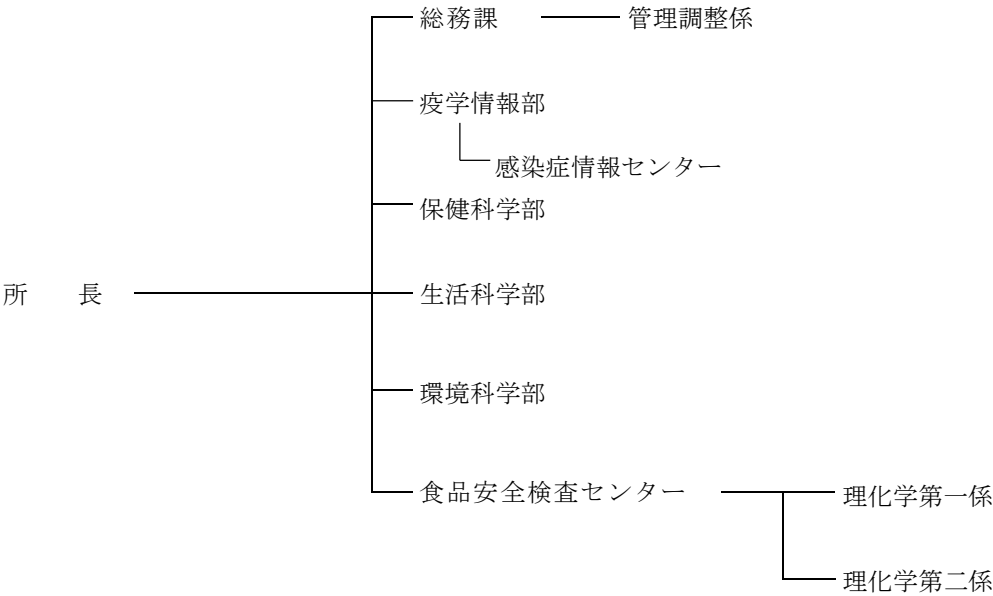 総務課 管理調整係
疫学情報部
感染症情報センター
保健科学部
所 長 生活科学部
環境科学部
食品安全検査センター 理化学第一係
理化学第二係